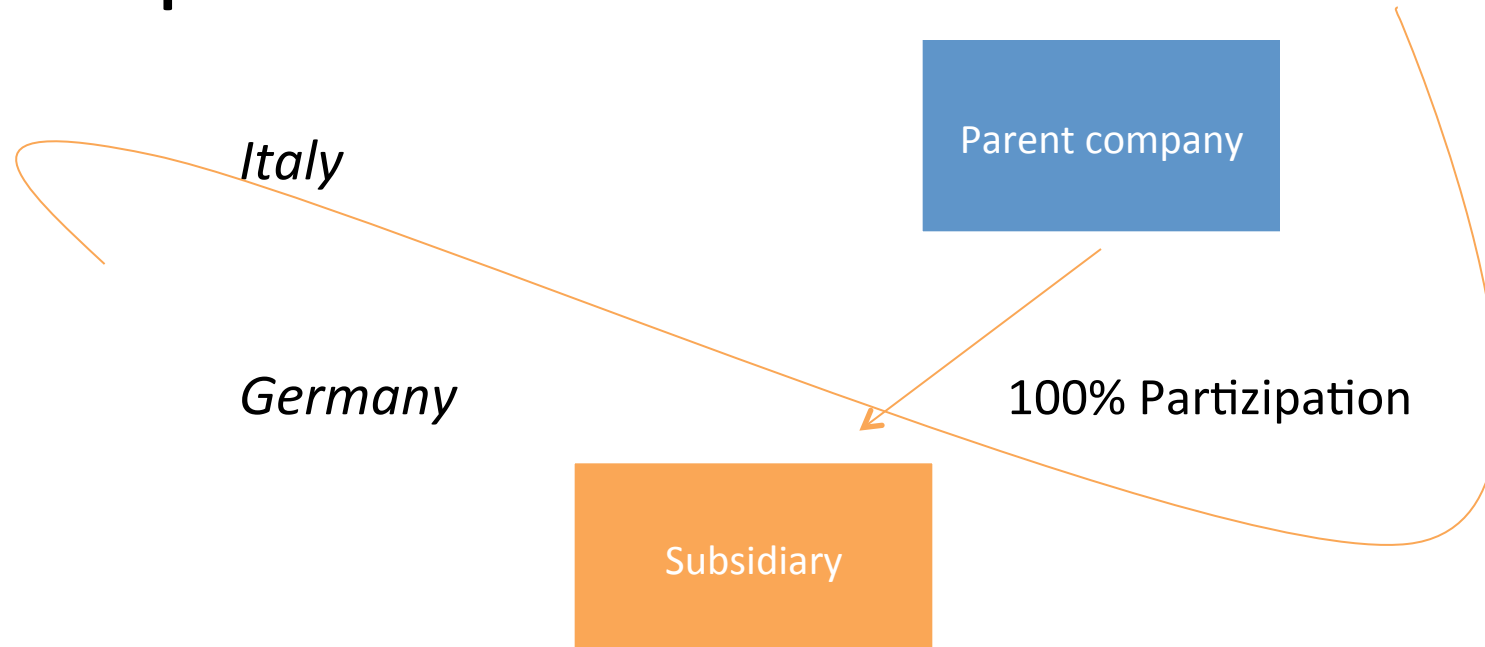 Parent company
Italy
Germany
100% Partizipation
Subsidiary